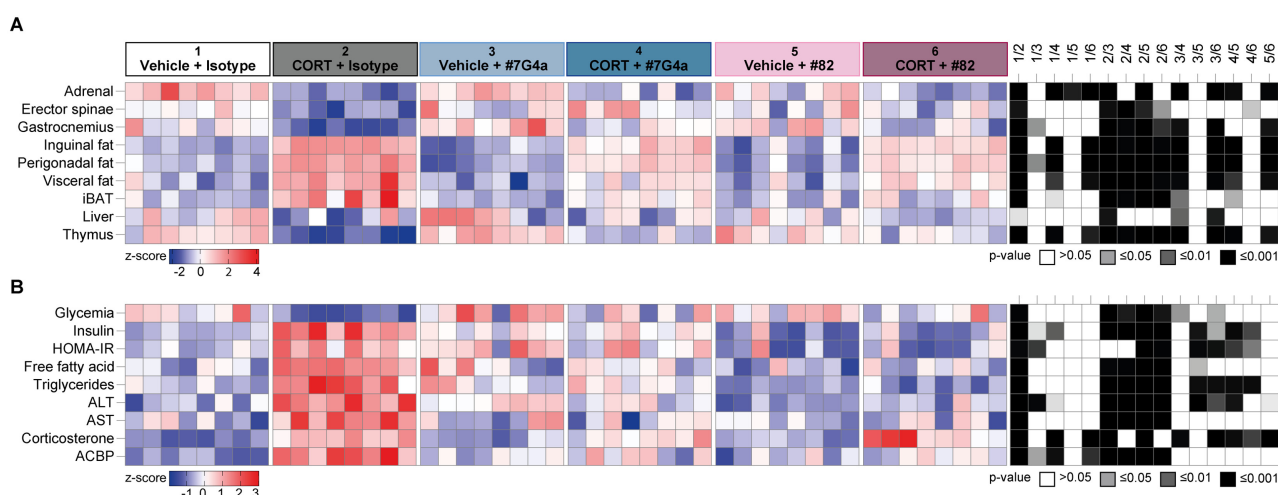 A
1 2 3 4 5 6
Vehicle + Isotype CORT + Isotype Vehicle + #7G4a CORT + #7G4a Vehicle + #82 CORT + #82
1/2 1/3 1/4 1/5 1/6 2/3 2/4 2/5 2/6 3/4 3/5 3/6 4/5 4/6 5/6
Adrenal
Erector spinae
Gastrocnemius
Inguinal fat
Perigonadal fat
Visceral fat
iBAT
Liver
Thymus
z-score -2 0 2 4
p-value >0.05 ≤0.05 ≤0.01 ≤0.001
B
Glycemia
Insulin
HOMA-IR
Free fatty acid
Triglycerides
ALT
AST
Corticosterone
ACBP
z-score -1 0 1 2 3
p-value >0.05 ≤0.05 ≤0.01 ≤0.001